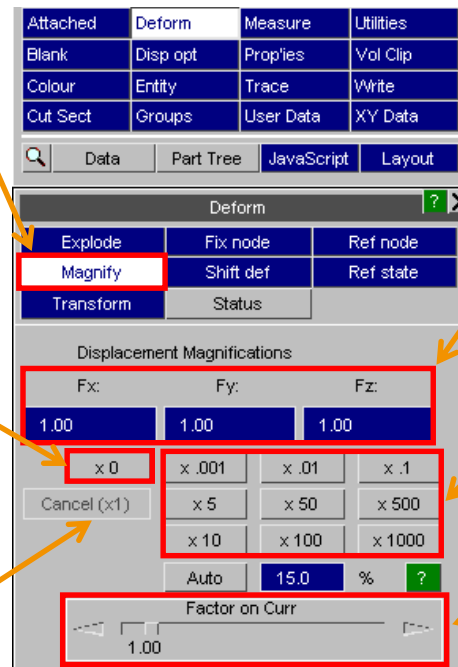 Attached Deform Measure Utilities
Blank Disp opt Prop'ies Vol Clip
Colour Entity Trace Write
Cut Sect Groups User Data XY Data
Data Part Tree JavaScript Layout
Deform ? X
Explode Fix node Ref node
Magnify Shift def Ref state
Transform Status
Displacement Magnifications
Fx: Fy: Fz:
1.00 1.00 1.00
x 0 x .001 x .01 x .1
Cancel (x1) x 5 x 50 x 500
x 10 x 100 x 1000
Auto 15.0 % ?
Factor on Curr
1.00